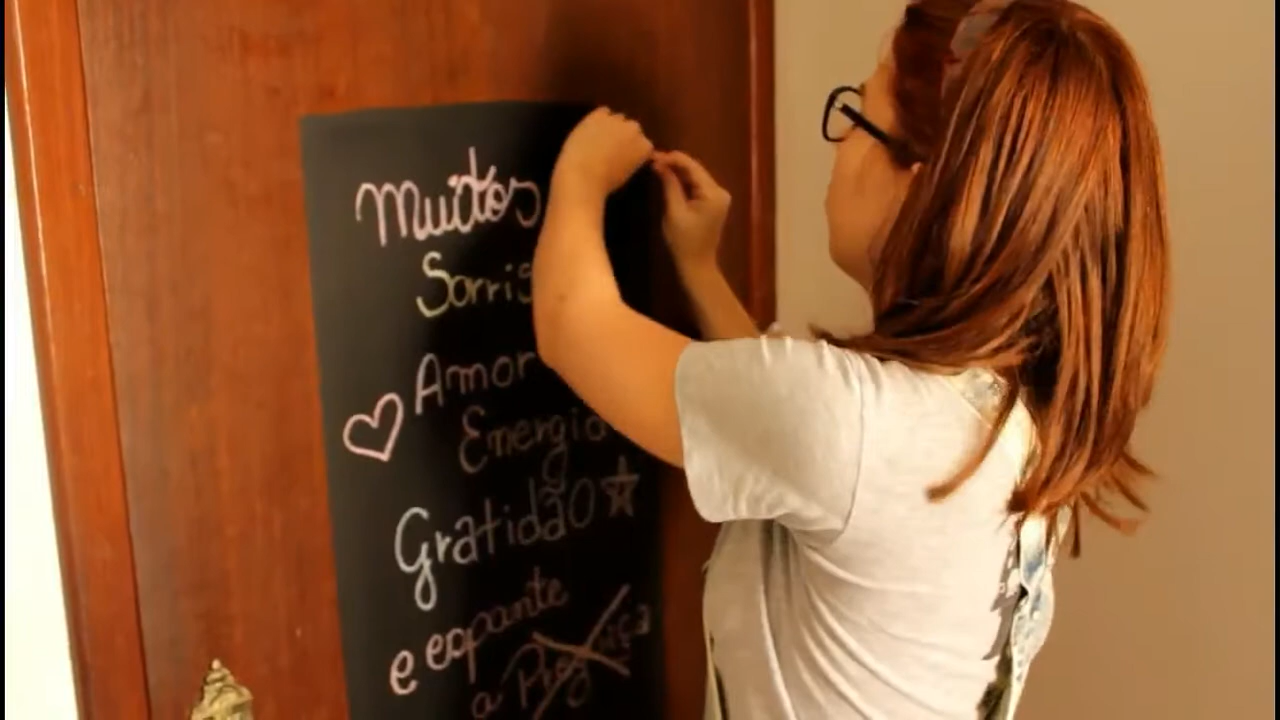 Muitos
Sorris
Amor
Energia
Gratidão
e espante
a Preguiça